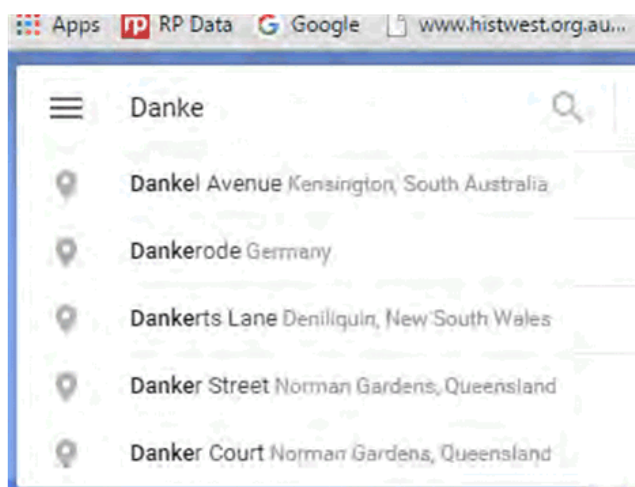 Apps rp RP Data G Google www.histwest.org.au...
Danke
Dankel Avenue Kensington, South Australia
Dankerode Germany
Dankerts Lane Deniliquin, New South Wales
Danker Street Norman Gardens, Queensland
Danker Court Norman Gardens, Queensland